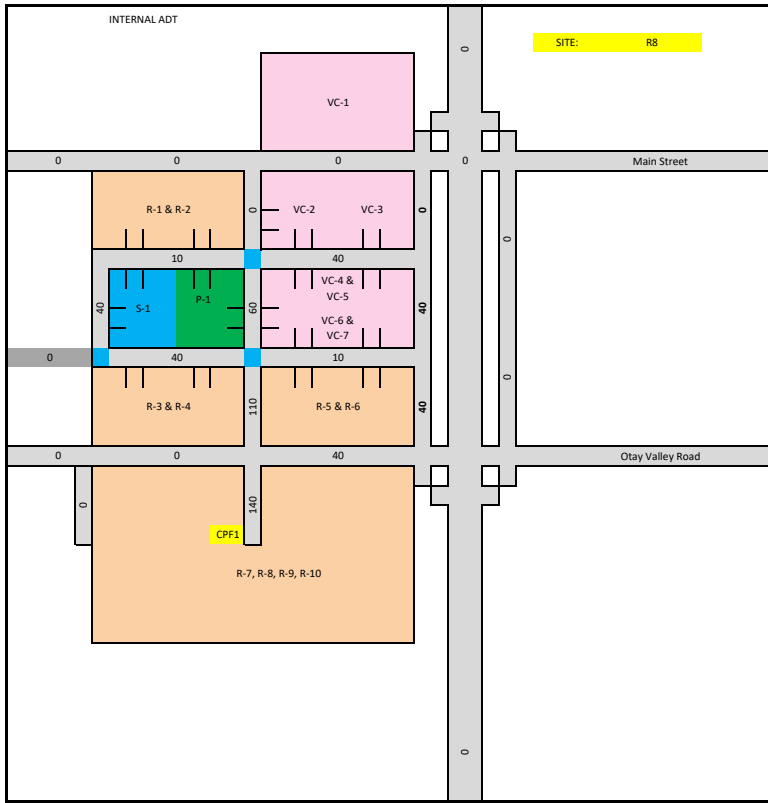 INTERNAL ADT
SITE: R8
0
VC-1
0 0 0 0 Main Street
R-1 & R-2
0
VC-2 VC-3
0
0
10 40
40
S-1
P-1
60
VC-4 &
VC-5
VC-6 &
VC-7
40
0 40 10
0
R-3 & R-4
110
R-5 & R-6
40
0 0 40 Otay Valley Road
0
140
CPF1
R-7, R-8, R-9, R-10
0